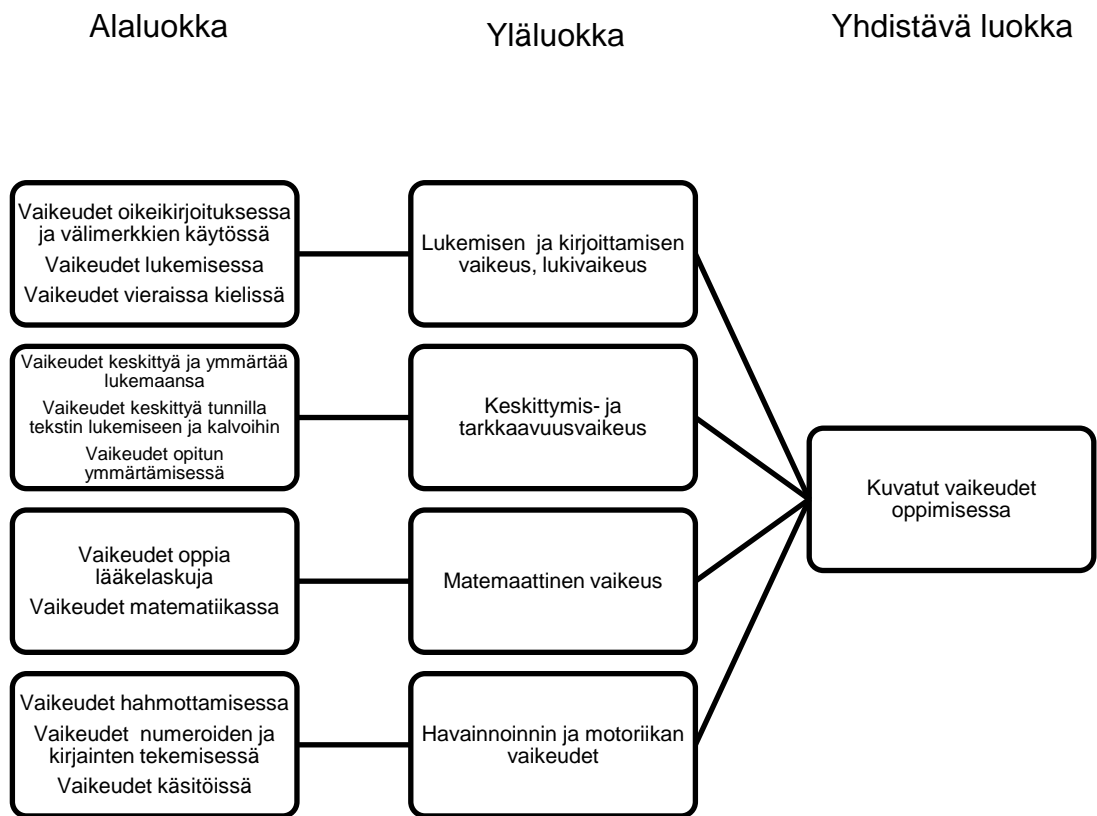 Alaluokka
Yläluokka
Yhdistävä luokka
Vaikeudet oikeikirjoituksessa
ja välimerkkien käytössä
Vaikeudet lukemisessa
Vaikeudet vieraissa kielissä
Lukemisen ja kirjoittamisen
vaikeus, lukivaikeus
Vaikeudet keskittyä ja ymmärtää
lukemaansa
Vaikeudet keskittyä tunnilla
tekstin lukemiseen ja kalvoihin
Vaikeudet opitun
ymmärtämisessä
Keskittymis- ja
tarkkaavuusvaikeus
Kuvatut vaikeudet
oppimisessa
Vaikeudet oppia
lääkelaskuja
Vaikeudet matematiikassa
Matemaattinen vaikeus
Vaikeudet hahmottamisessa
Vaikeudet numeroiden ja
kirjainten tekemisessä
Vaikeudet käsitöissä
Havainnoinnin ja motoriikan
vaikeudet